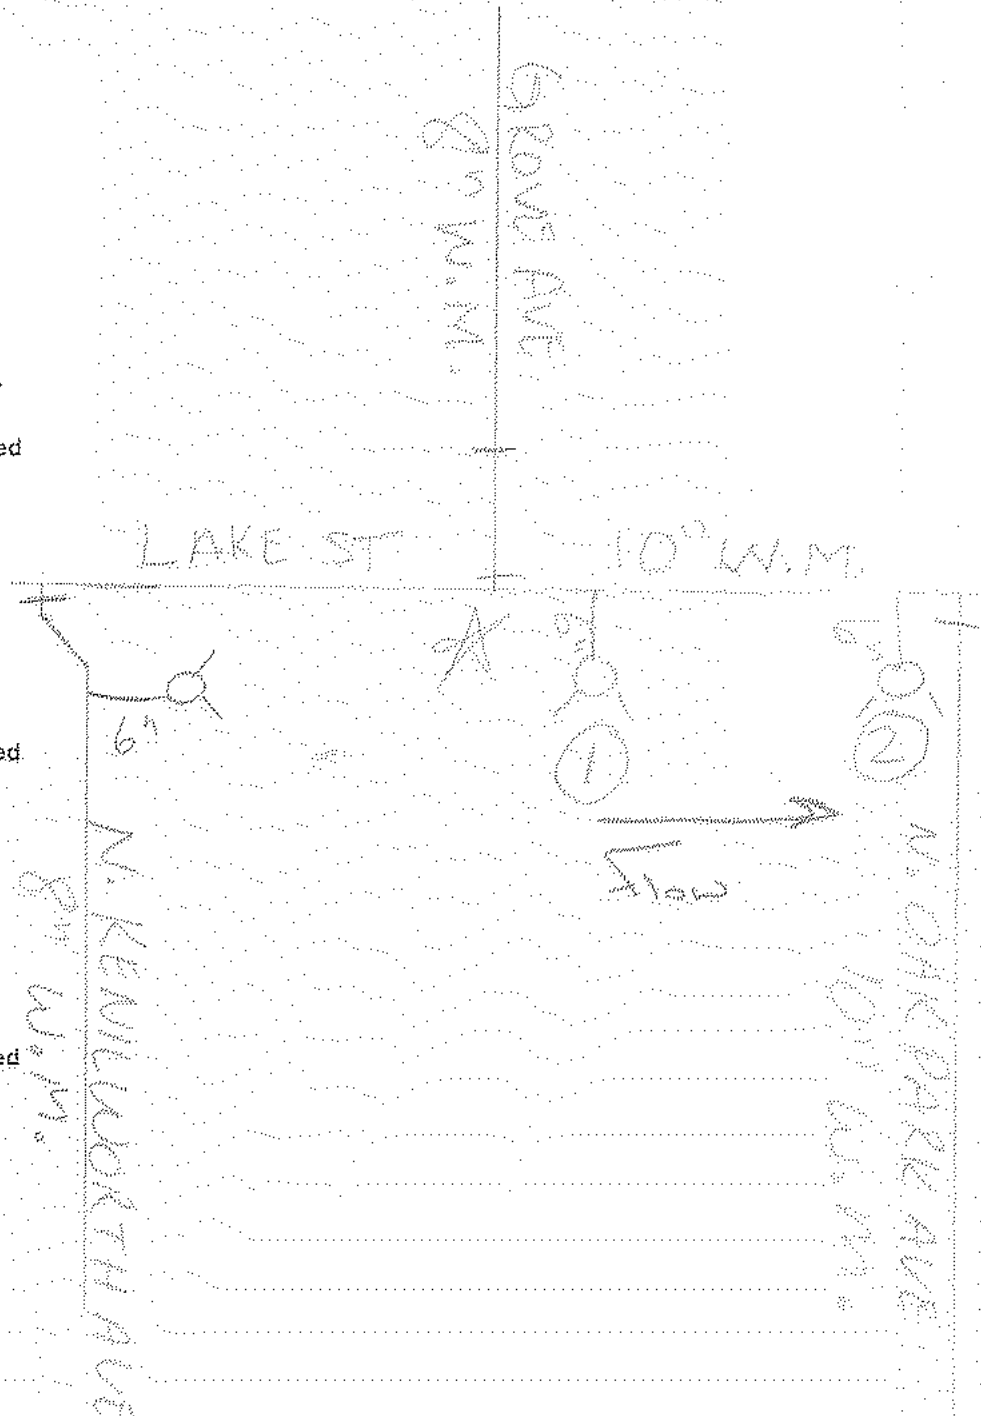 GROVE AVE
8" W.M.
ed
LAKE ST
10" W.M.
6"
6"
6"
1
2
ed
Flow
N. KENILWORTH AVE
8" W.M.
N. OAK PARK AVE
10" W.M.
ed